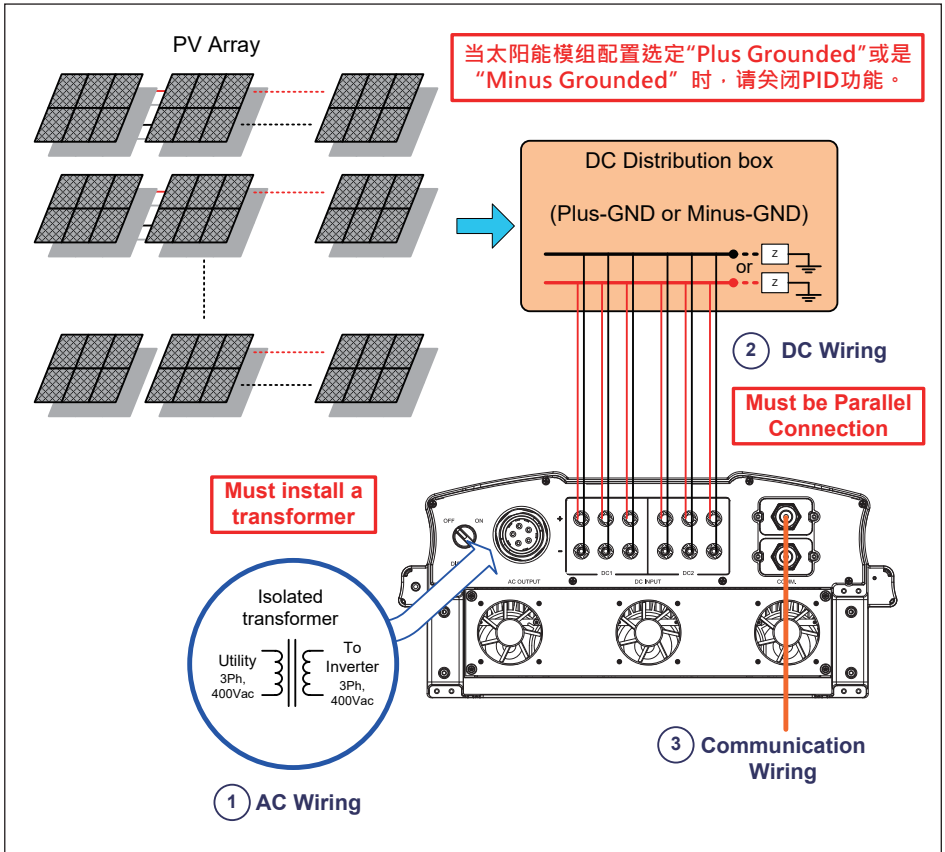 PV Array
当太阳能模组配置选定“Plus Grounded”或是
“Minus Grounded” 时，请关闭PID功能。
DC Distribution box
(Plus-GND or Minus-GND)
Z
or
Z
2 DC Wiring
Must be Parallel
Connection
Must install a
transformer
OFF ON
+
-
DC1 DC2
AC OUTPUT DC INPUT COMM.
Isolated
transformer
Utility
3Ph,
400Vac
To
Inverter
3Ph,
400Vac
3 Communication
Wiring
1 AC Wiring